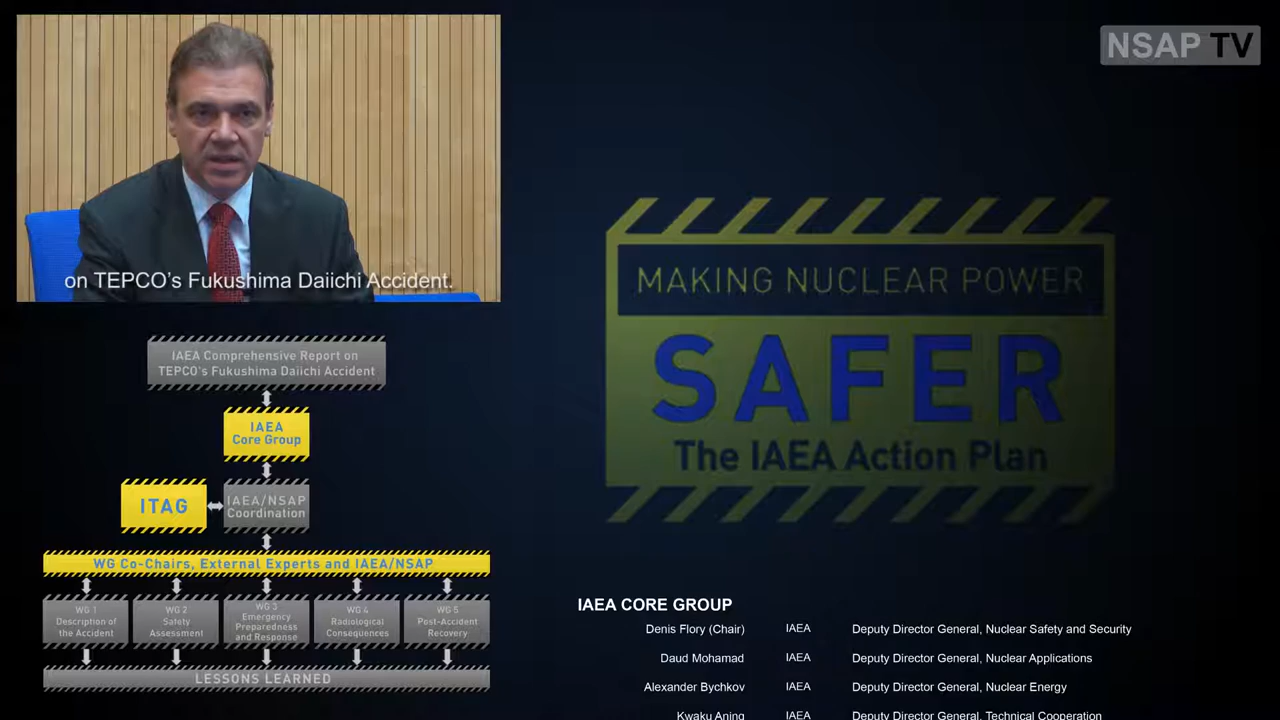 NSAP TV
on TEPCO's Fukushima Daiichi Accident.
MAKING NUCLEAR POWER
SAFER
The IAEA Action Plan
IAEA Comprehensive Report on
TEPCO's Fukushima Daiichi Accident
IAEA
Core Group
ITAG
IAEA/NSAP
Coordination
WG Co-Chairs, External Experts and IAEA/NSAP
WG 1
Description of
the Accident
WG 2
Safety
Assessment
WG 3
Emergency
Preparedness
and Response
WG 4
Radiological
Consequences
WG 5
Post-Accident
Recovery
LESSONS LEARNED
IAEA CORE GROUP
Denis Flory (Chair) IAEA Deputy Director General, Nuclear Safety and Security
Daud Mohamad IAEA Deputy Director General, Nuclear Applications
Alexander Bychkov IAEA Deputy Director General, Nuclear Energy
Kwaku Aning IAEA Deputy Director General, Technical Cooperation